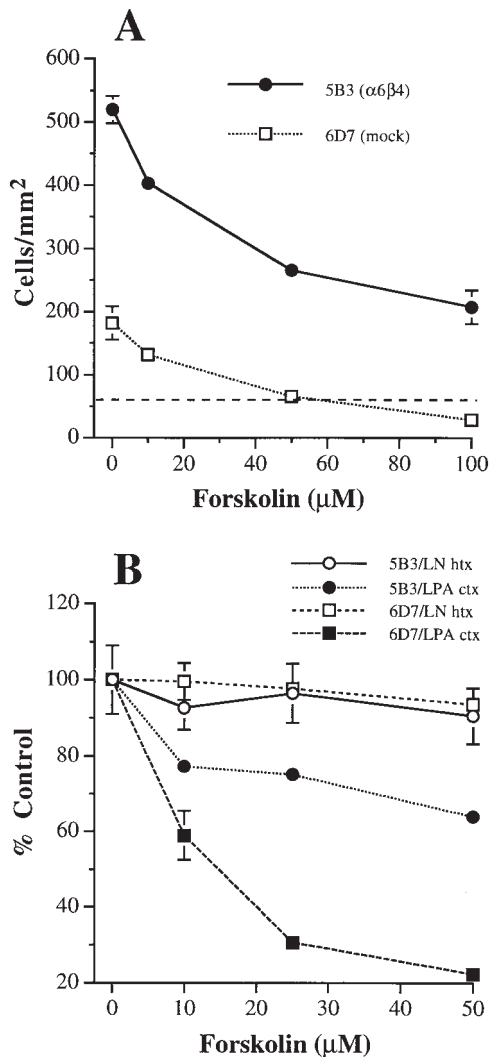 A
600
500
400
300
200
100
0
Cells/mm²
5B3 (α6β4)
6D7 (mock)
0 20 40 60 80 100
Forskolin (μM)
B
5B3/LN htx
5B3/LPA ctx
6D7/LN htx
6D7/LPA ctx
120
100
80
60
40
20
% Control
0 10 20 30 40 50
Forskolin (μM)